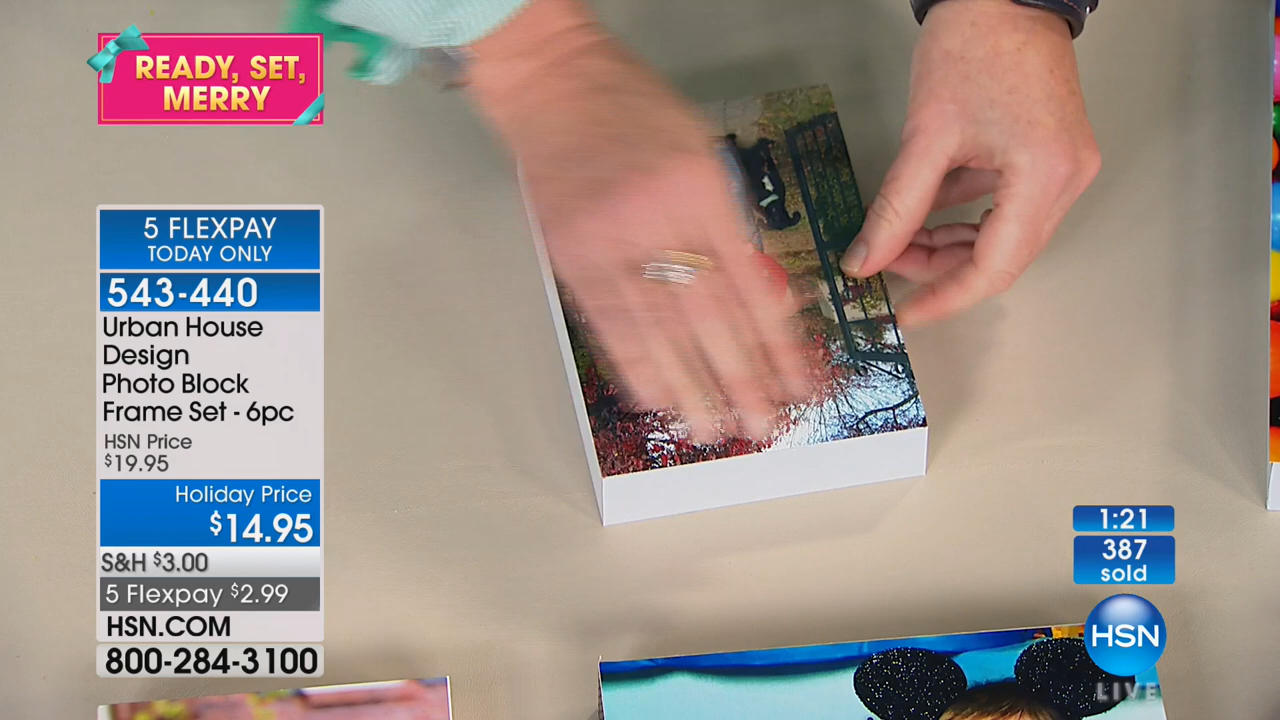 READY, SET,
MERRY
5 FLEXPAY
TODAY ONLY
543-440
Urban House
Design
Photo Block
Frame Set - 6pc
HSN Price
$19.95
Holiday Price
$14.95
S&H $3.00
5 Flexpay $2.99
HSN.COM
800-284-3100
1:21
387
sold
HSN
LIVE